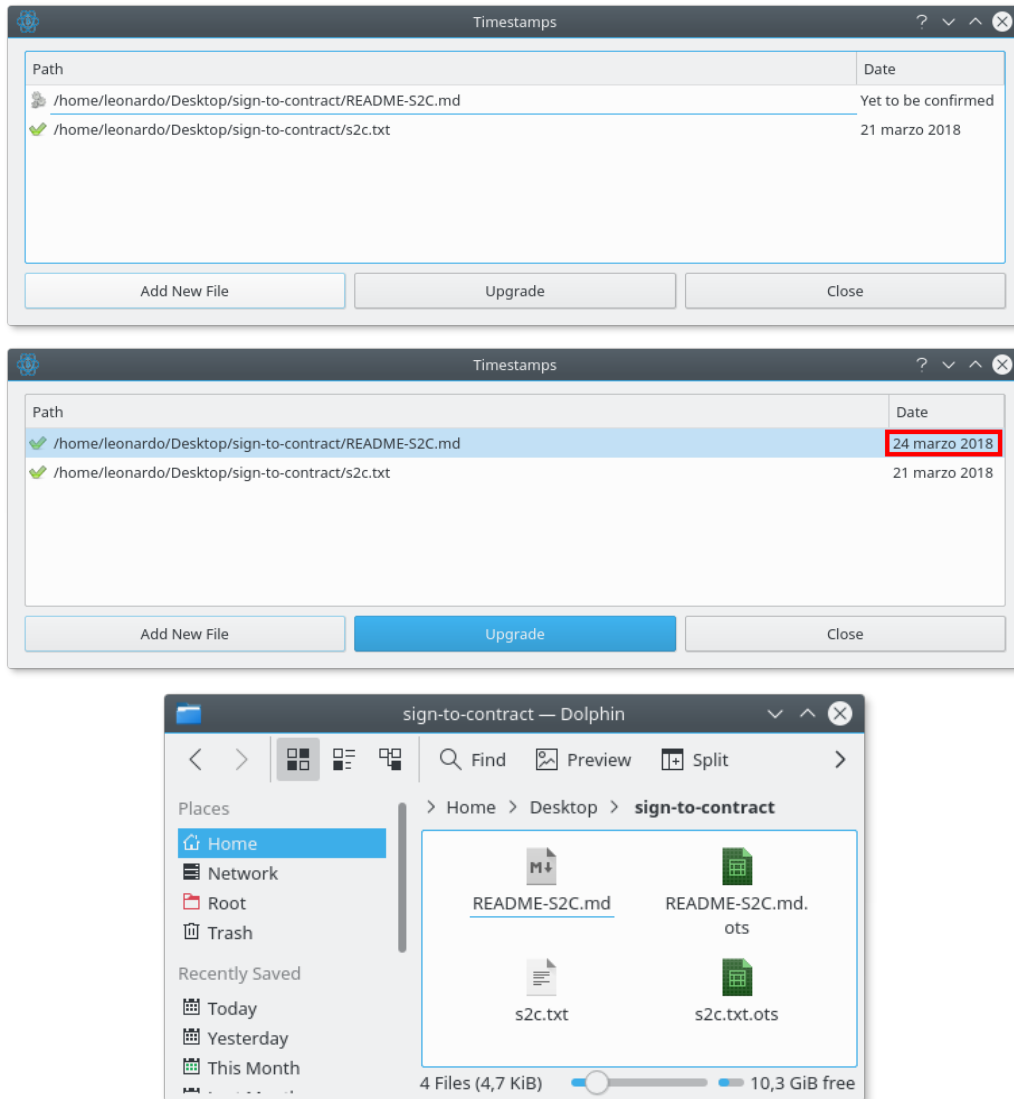 Timestamps
Path Date
/home/leonardo/Desktop/sign-to-contract/README-S2C.md Yet to be confirmed
/home/leonardo/Desktop/sign-to-contract/s2c.txt 21 marzo 2018
Add New File Upgrade Close
Timestamps
Path Date
/home/leonardo/Desktop/sign-to-contract/README-S2C.md 24 marzo 2018
/home/leonardo/Desktop/sign-to-contract/s2c.txt 21 marzo 2018
Add New File Upgrade Close
sign-to-contract — Dolphin
Find Preview Split
Places
Home
Network
Root
Trash
Recently Saved
Today
Yesterday
This Month
> Home > Desktop > sign-to-contract
README-S2C.md
README-S2C.md.
ots
s2c.txt
s2c.txt.ots
4 Files (4,7 KiB) 10,3 GiB free